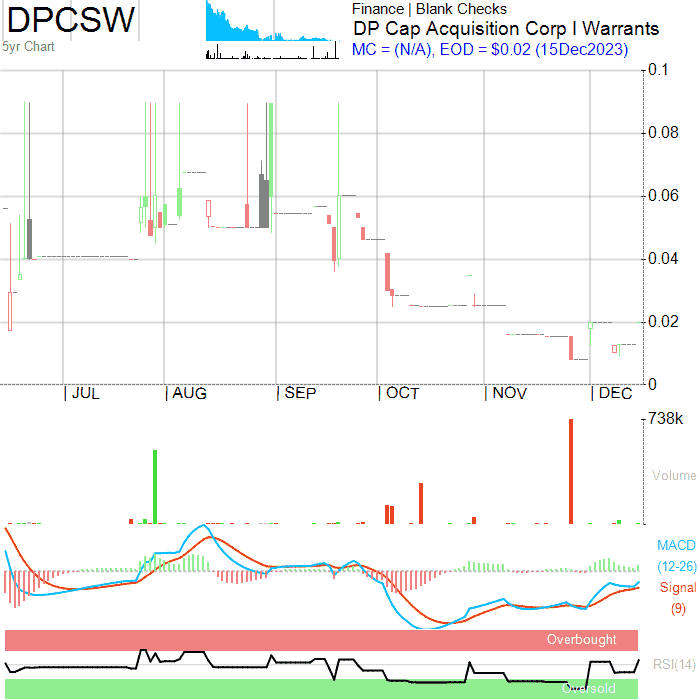 DPCSW
5yr Chart
Finance | Blank Checks
DP Cap Acquisition Corp I Warrants
MC = (N/A), EOD = $0.02 (15Dec2023)
0.1
0.08
0.06
0.04
0.02
0
JUL
AUG
SEP
OCT
NOV
DEC
738k
Volume
MACD
(12-26)
Signal
(9)
Overbought
RSI(14)
Oversold